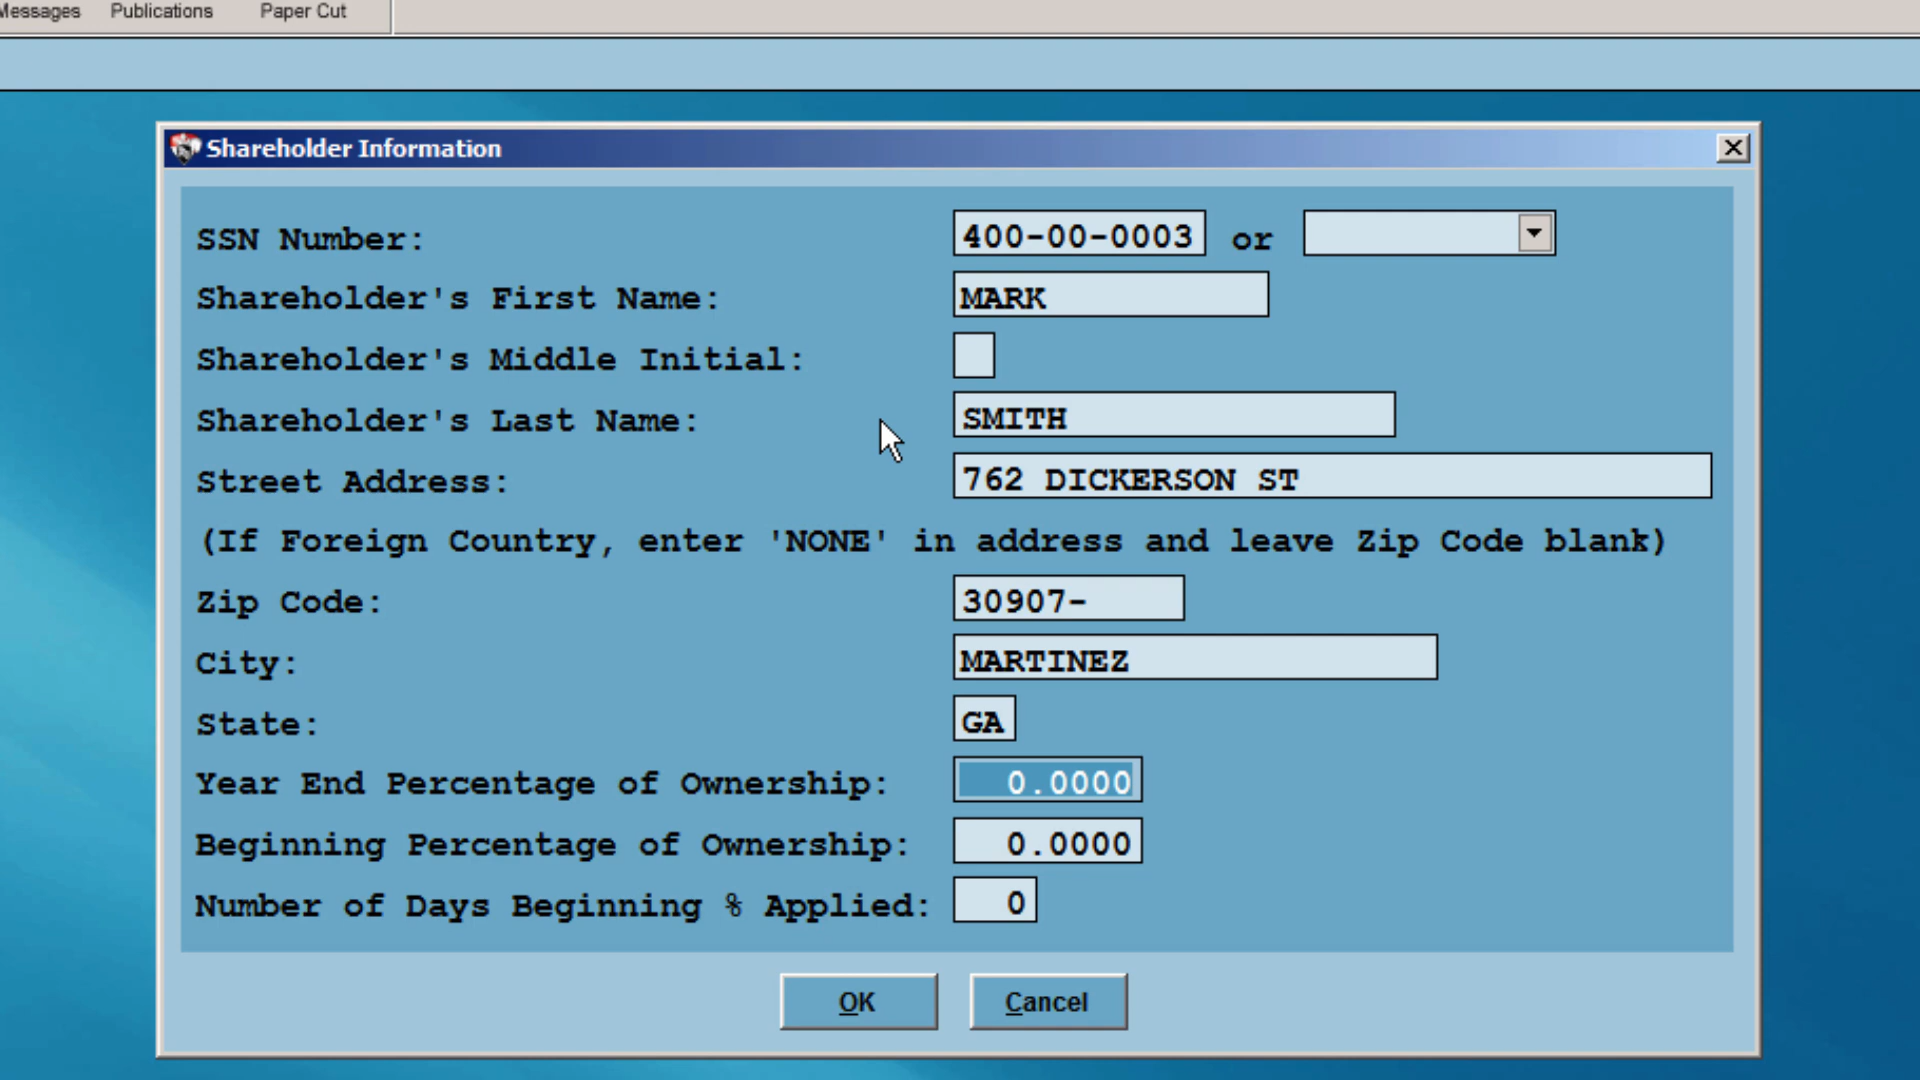 Messages Publications Paper Cut
Shareholder Information
SSN Number: 400-00-0003 or
Shareholder's First Name: MARK
Shareholder's Middle Initial:
Shareholder's Last Name: SMITH
Street Address: 762 DICKERSON ST
(If Foreign Country, enter 'NONE' in address and leave Zip Code blank)
Zip Code: 30907-
City: MARTINEZ
State: GA
Year End Percentage of Ownership: 0.0000
Beginning Percentage of Ownership: 0.0000
Number of Days Beginning % Applied: 0
OK Cancel